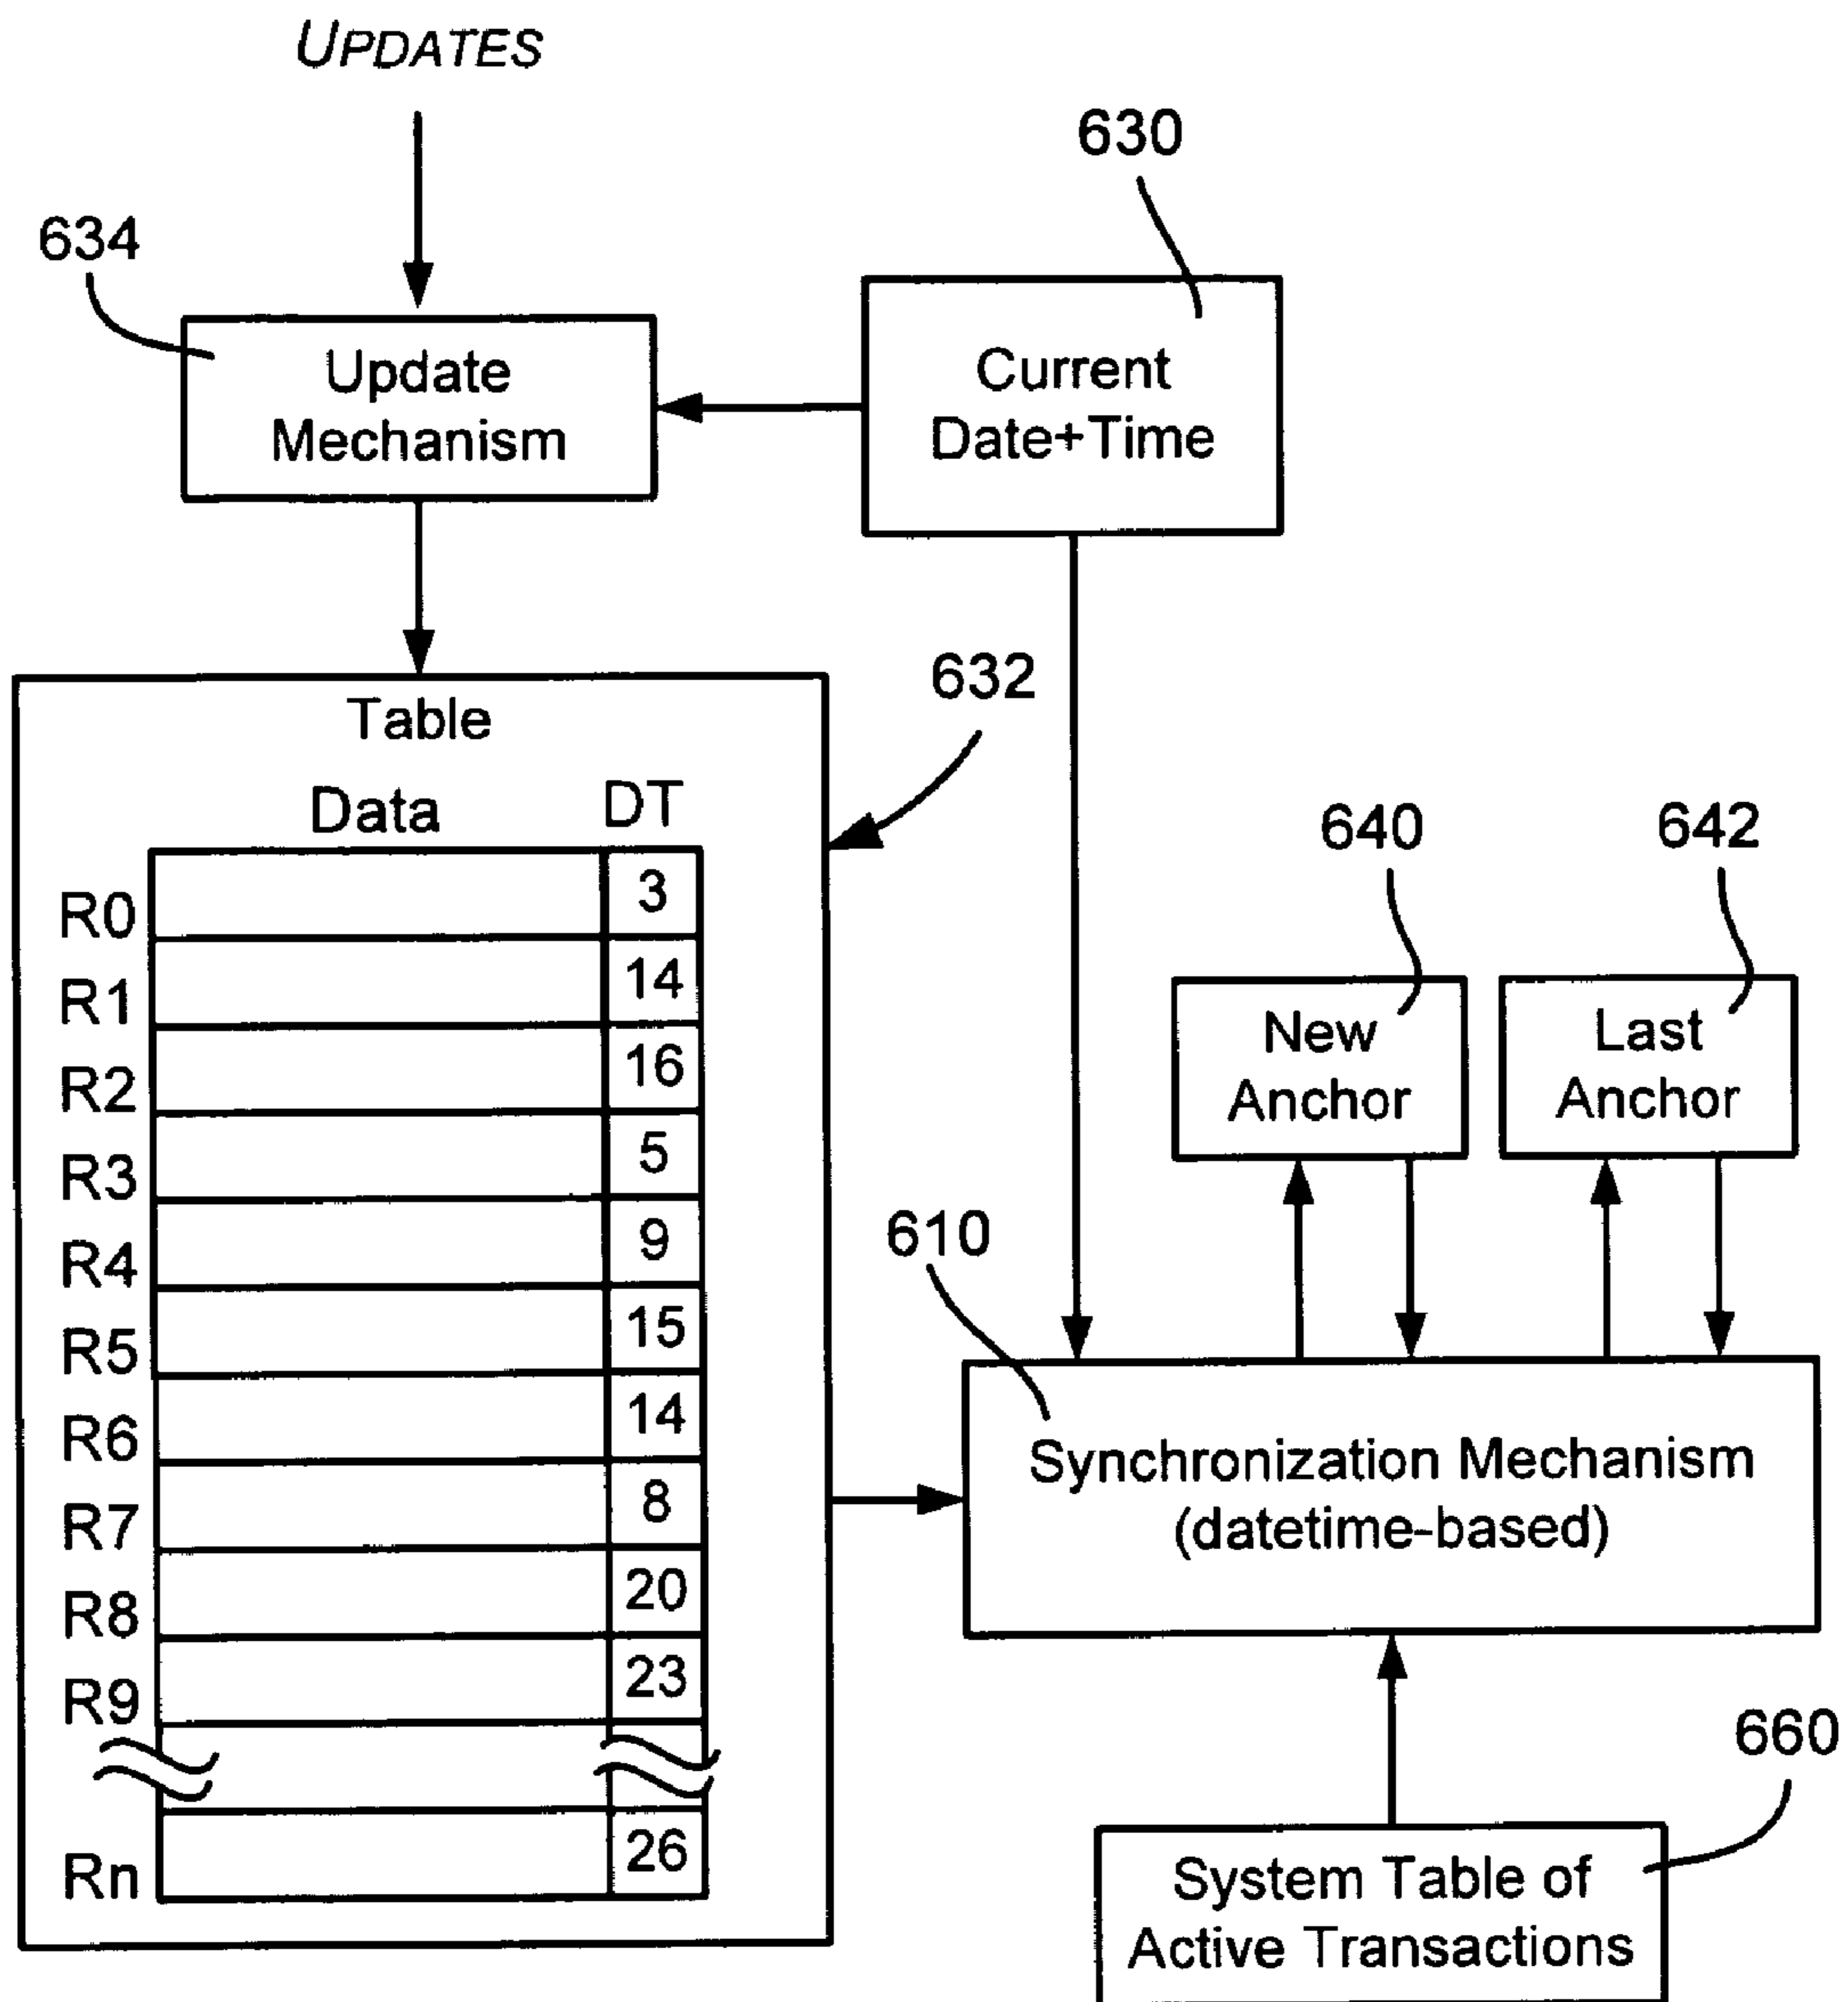 UPDATES
630
634
Update
Mechanism
Current
Date+Time
632
Table
Data DT
R0 3
R1 14
R2 16
R3 5
R4 9
R5 15
R6 14
R7 8
R8 20
R9 23
Rn 26
640
642
New
Anchor
Last
Anchor
610
Synchronization Mechanism
(datetime-based)
660
System Table of
Active Transactions